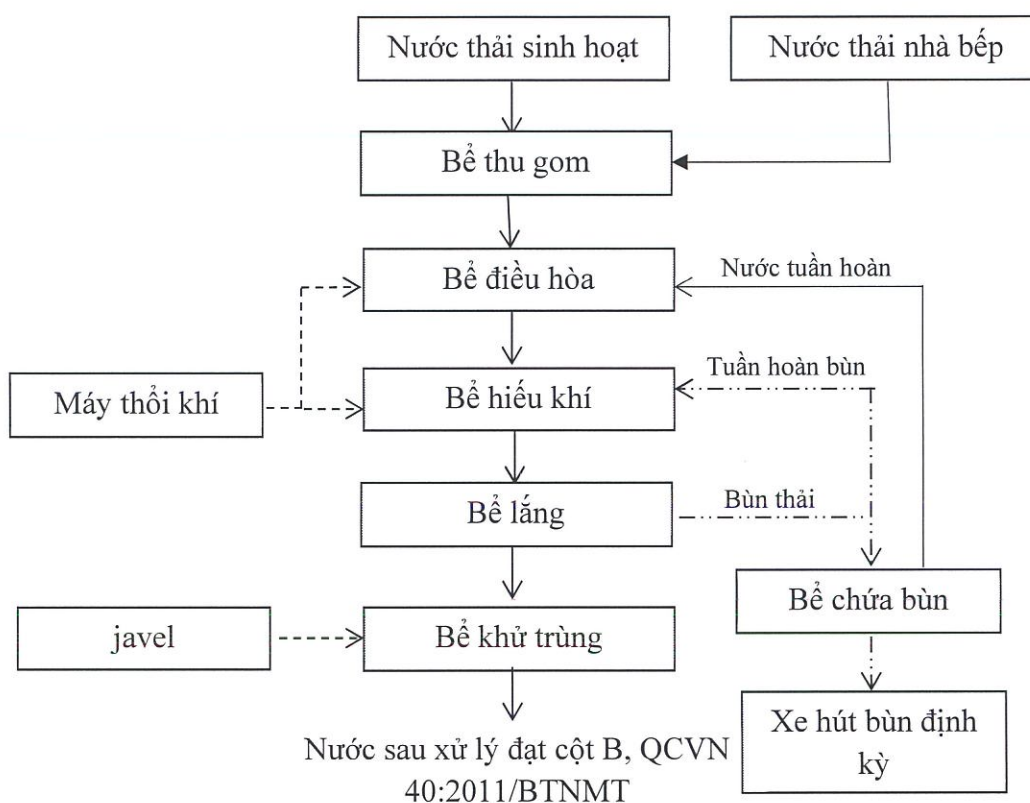 Nước thải sinh hoạt
Nước thải nhà bếp
Bể thu gom
Bể điều hòa
Nước tuần hoàn
Máy thổi khí
Bể hiếu khí
Tuần hoàn bùn
Bể lắng
Bùn thải
javel
Bể khử trùng
Bể chứa bùn
Nước sau xử lý đạt cột B, QCVN
40:2011/BTNMT
Xe hút bùn định
kỳ